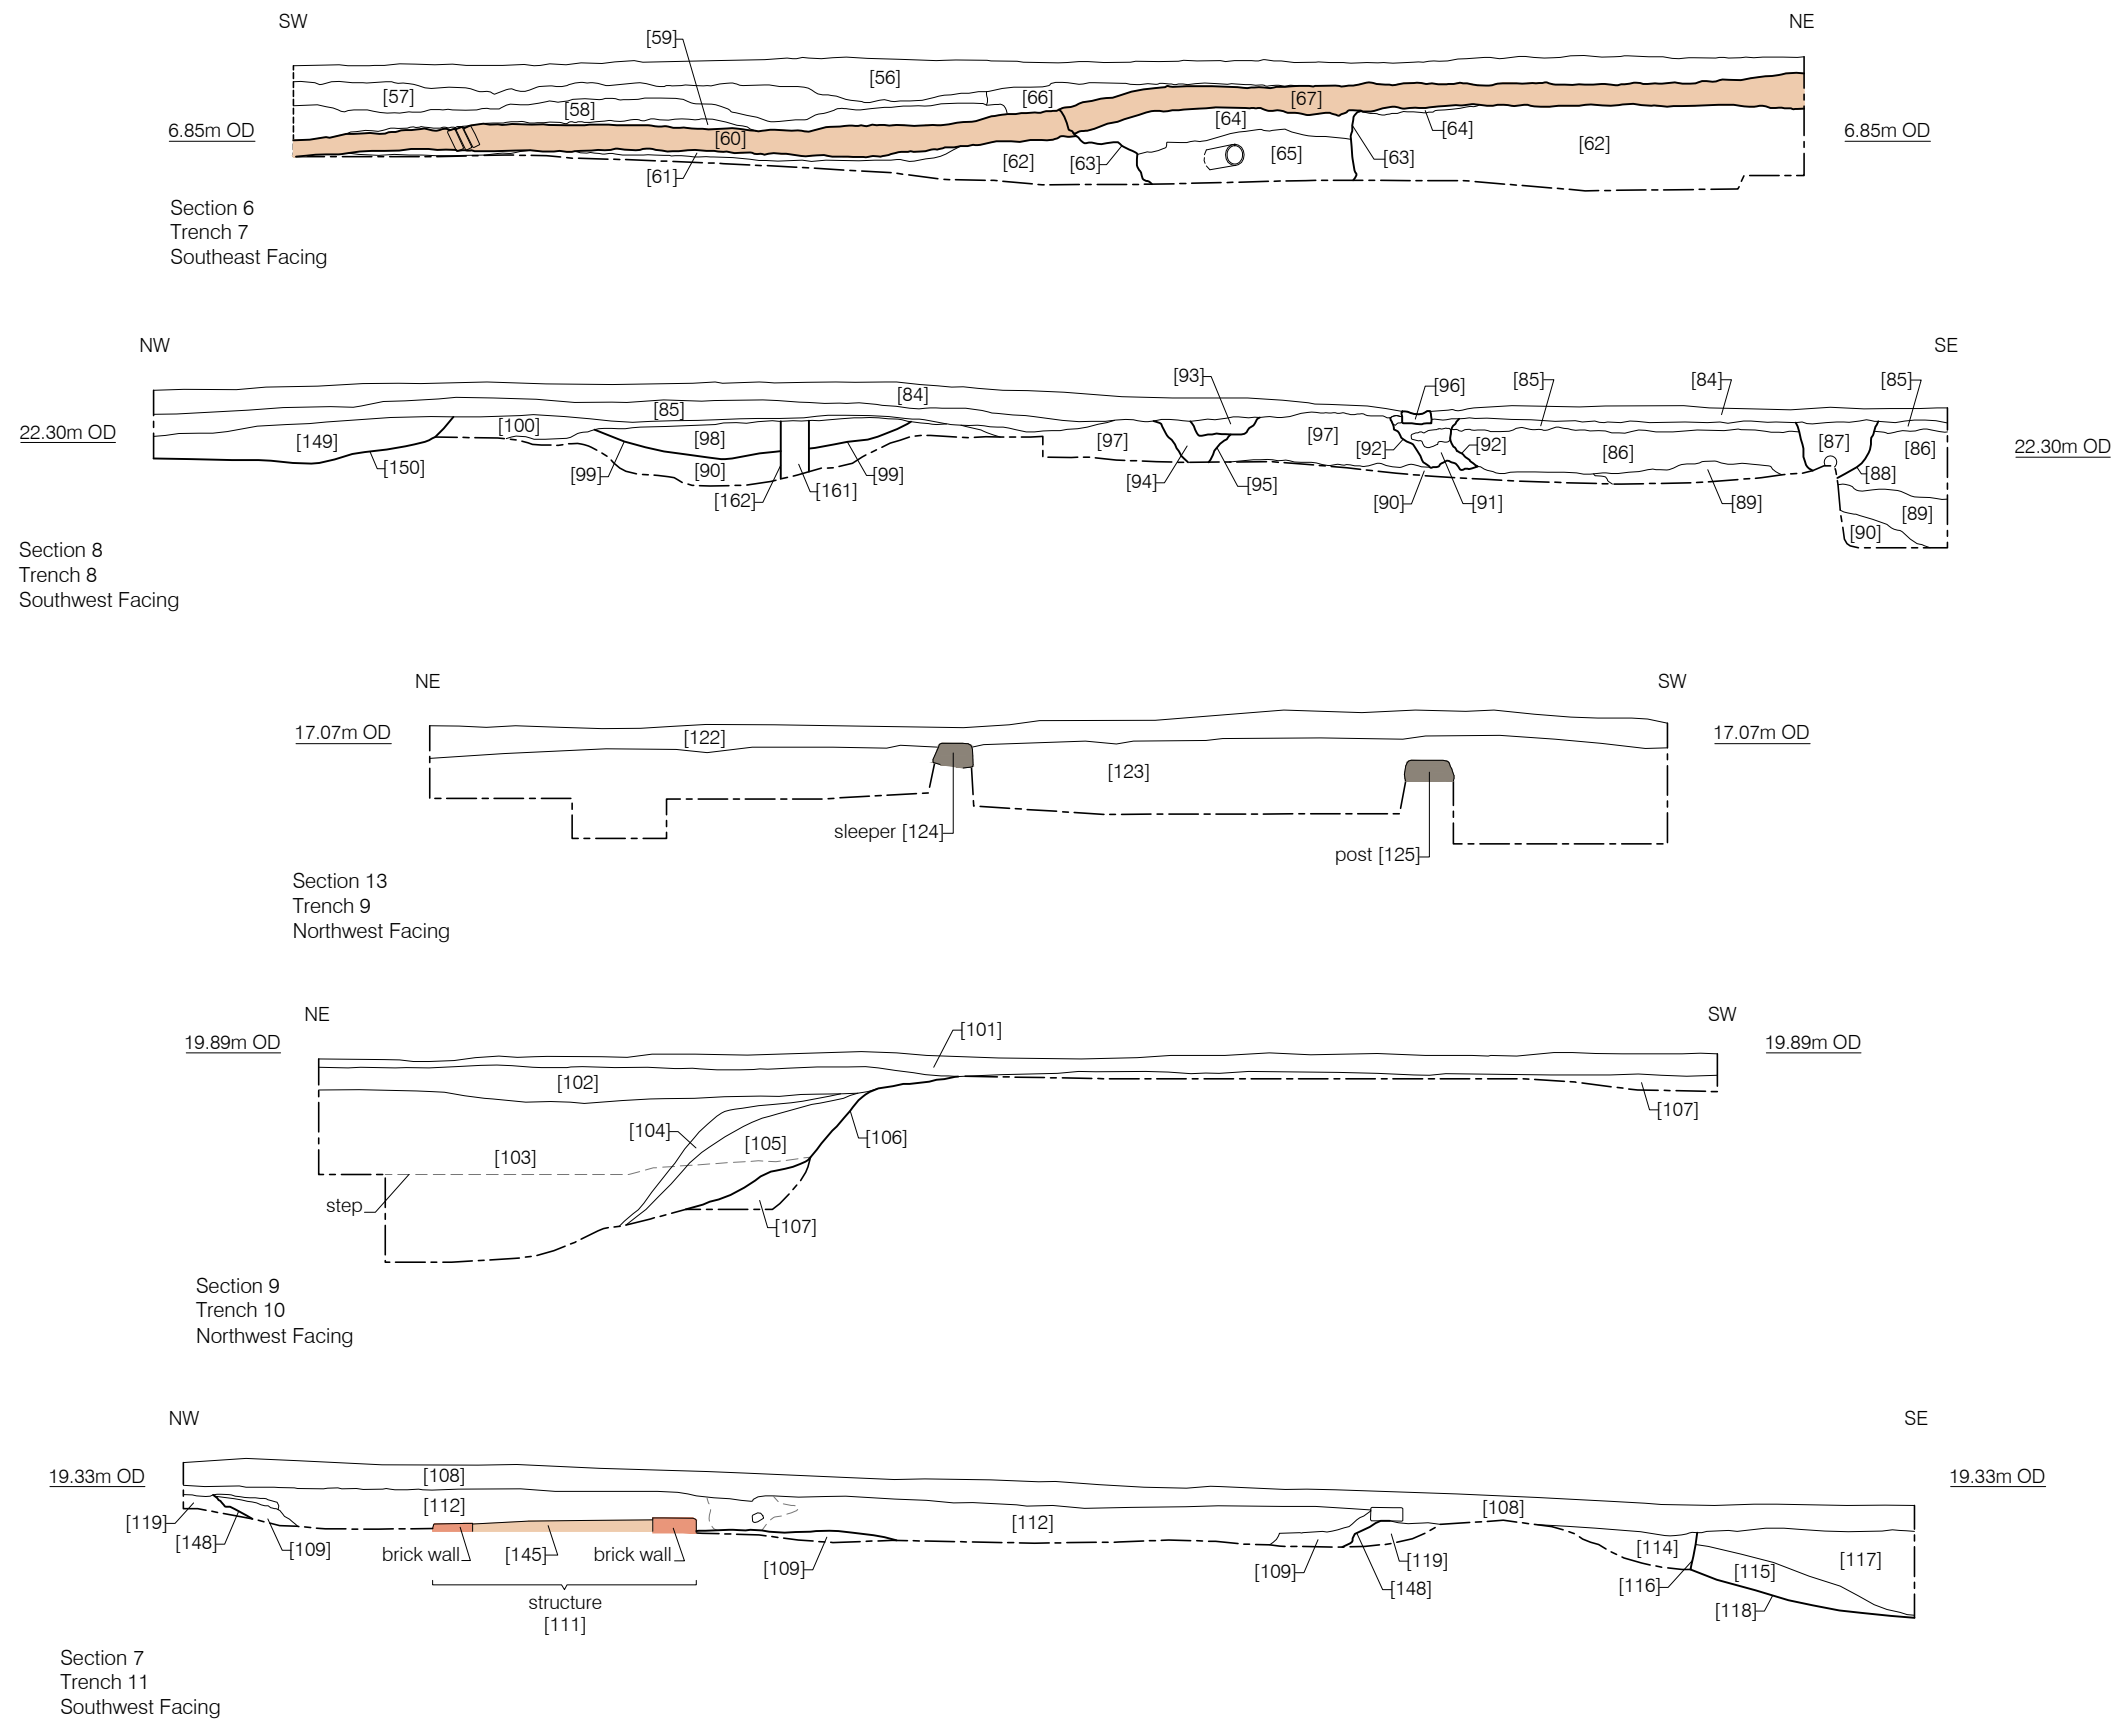 SW
NE
[59]
[56]
[57]
[66]
[67]
[58]
[64]
[64]
6.85m OD
6.85m OD
[60]
[62]
[65]
[63]
[62]
[63]
[61]
Section 6
Trench 7
Southeast Facing
NW
SE
[93]
[96]
[85]
[84]
[85]
[84]
[85]
[100]
22.30m OD
[149]
[98]
[97]
[97]
[92]
[92]
[86]
[87]
[86]
22.30m OD
[150]
[99]
[90]
[99]
[94]
[95]
[88]
[162]
[161]
[90]
[91]
[89]
[89]
[90]
Section 8
Trench 8
Southwest Facing
NE
SW
17.07m OD
[122]
17.07m OD
[123]
sleeper [124]
post [125]
Section 13
Trench 9
Northwest Facing
NE
SW
19.89m OD
[101]
19.89m OD
[102]
[107]
[104]
[105]
[106]
[103]
step
[107]
Section 9
Trench 10
Northwest Facing
NW
SE
19.33m OD
[108]
19.33m OD
[112]
[108]
[119]
[112]
[148]
[109]
brick wall
[145]
brick wall
[109]
[109]
[119]
[148]
[114]
[115]
[117]
[116]
[118]
structure
[111]
Section 7
Trench 11
Southwest Facing